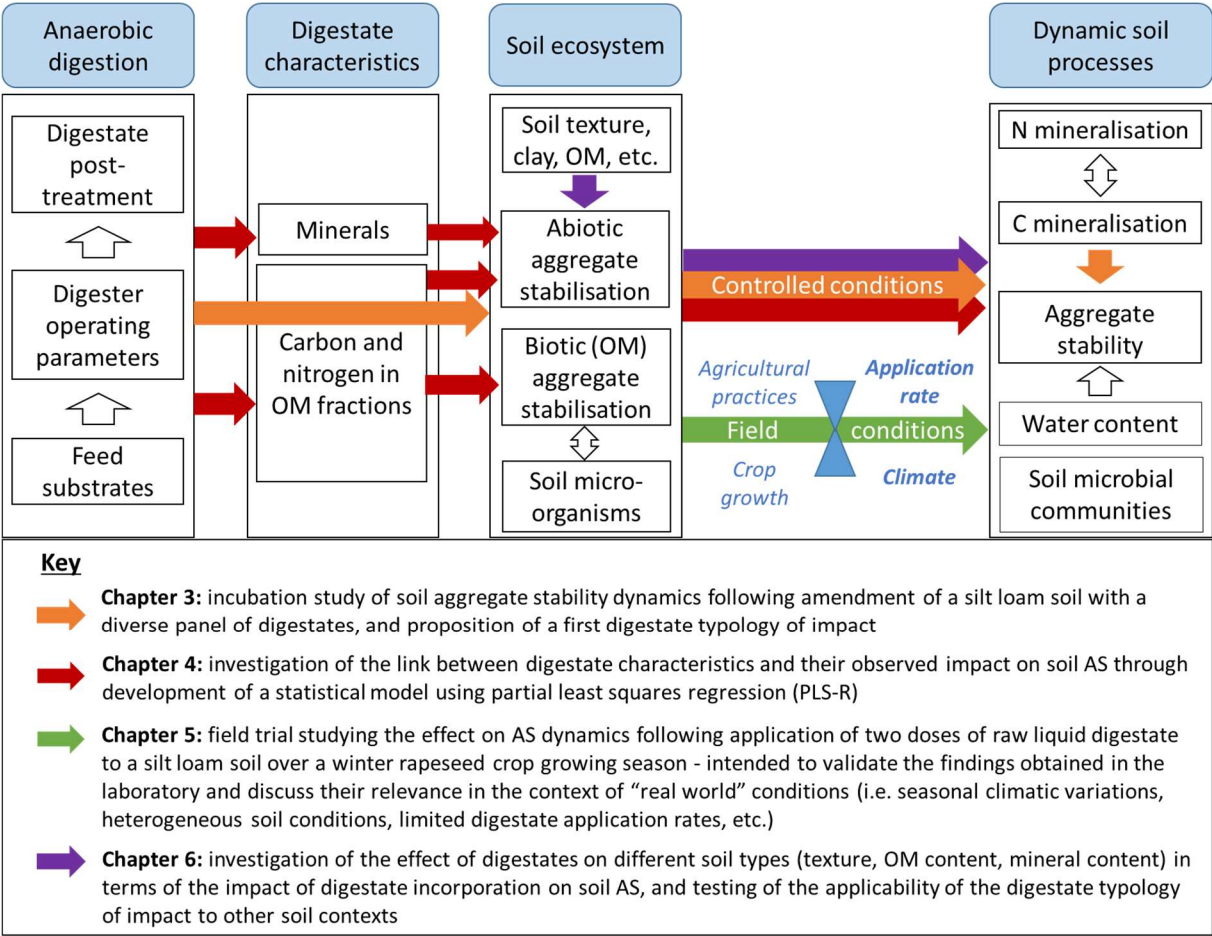 Anaerobic
digestion
Digestate
characteristics
Soil ecosystem
Dynamic soil
processes
Digestate
post-
treatment
Digester
operating
parameters
Feed
substrates
Minerals
Carbon and
nitrogen in
OM fractions
Soil texture,
clay, OM, etc.
Abiotic
aggregate
stabilisation
Biotic (OM)
aggregate
stabilisation
Soil micro-
organisms
Controlled conditions
Agricultural
practices
Application
rate
Field
conditions
Crop
growth
Climate
N mineralisation
C mineralisation
Aggregate
stability
Water content
Soil microbial
communities
Key
Chapter 3: incubation study of soil aggregate stability dynamics following amendment of a silt loam soil with a
diverse panel of digestates, and proposition of a first digestate typology of impact
Chapter 4: investigation of the link between digestate characteristics and their observed impact on soil AS through
development of a statistical model using partial least squares regression (PLS-R)
Chapter 5: field trial studying the effect on AS dynamics following application of two doses of raw liquid digestate
to a silt loam soil over a winter rapeseed crop growing season - intended to validate the findings obtained in the
laboratory and discuss their relevance in the context of “real world” conditions (i.e. seasonal climatic variations,
heterogeneous soil conditions, limited digestate application rates, etc.)
Chapter 6: investigation of the effect of digestates on different soil types (texture, OM content, mineral content) in
terms of the impact of digestate incorporation on soil AS, and testing of the applicability of the digestate typology
of impact to other soil contexts